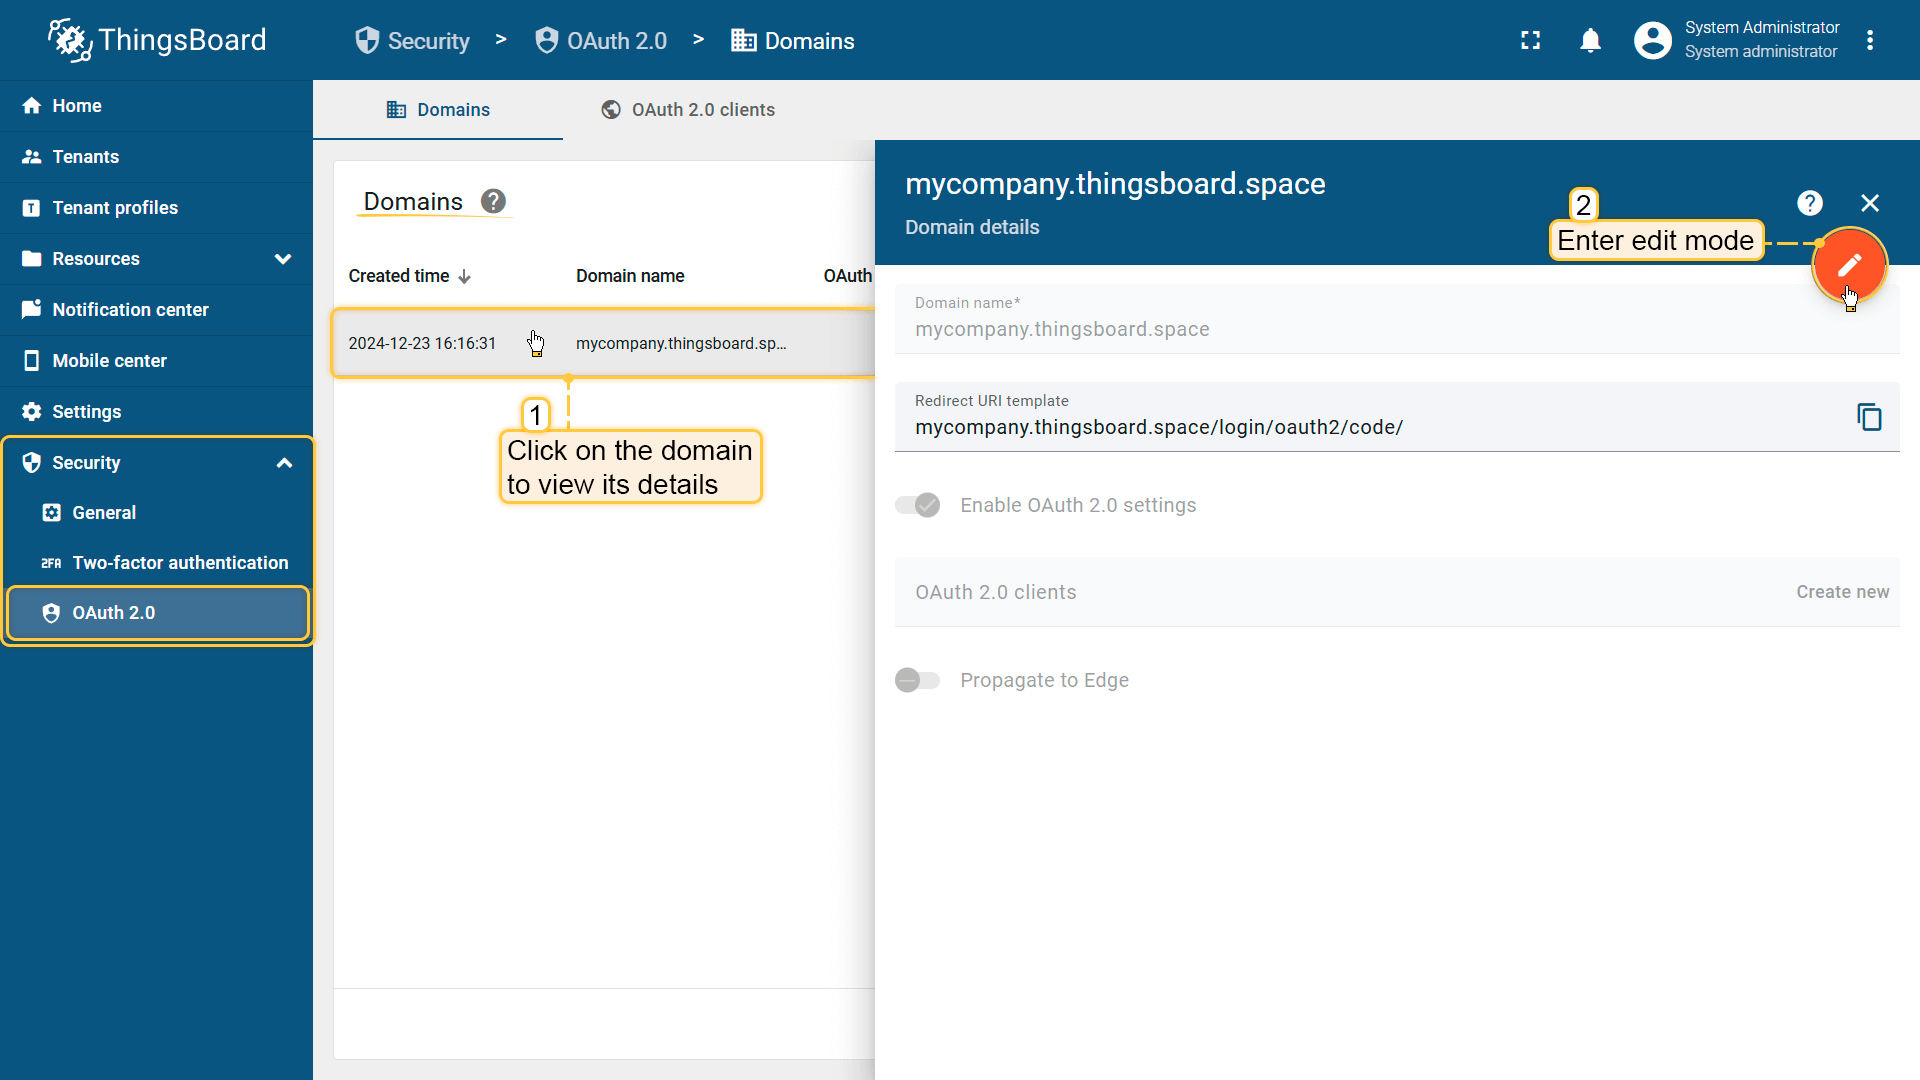 ThingsBoard
Security > OAuth 2.0 > Domains
System Administrator
System administrator
Home
Tenants
Tenant profiles
Resources
Notification center
Mobile center
Settings
Security
General
2FA Two-factor authentication
OAuth 2.0
Domains
OAuth 2.0 clients
Domains ?
Created time
Domain name
OAuth
2024-12-23 16:16:31
mycompany.thingsboard.sp...
1
Click on the domain
to view its details
mycompany.thingsboard.space
Domain details
?
2
Enter edit mode
Domain name*
mycompany.thingsboard.space
Redirect URI template
mycompany.thingsboard.space/login/oauth2/code/
Enable OAuth 2.0 settings
OAuth 2.0 clients
Create new
Propagate to Edge